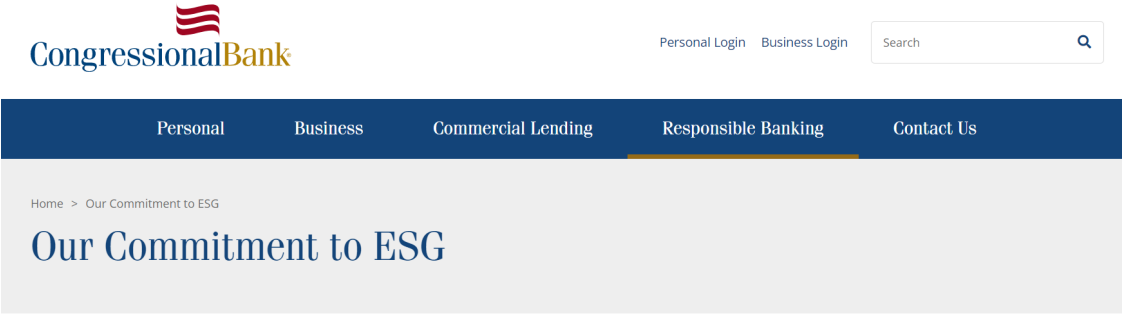 CongressionalBank
Personal Login Business Login Search
Personal Business Commercial Lending Responsible Banking Contact Us
Home > Our Commitment to ESG
Our Commitment to ESG